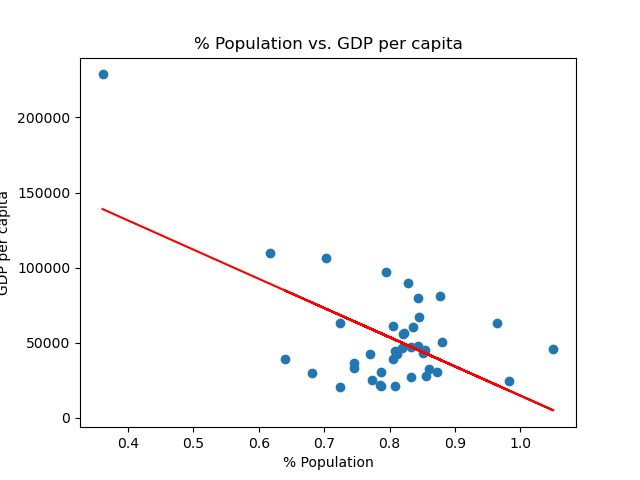 % Population vs. GDP per capita
GDP per capita
200000
150000
100000
50000
0
0.4 0.5 0.6 0.7 0.8 0.9 1.0
% Population